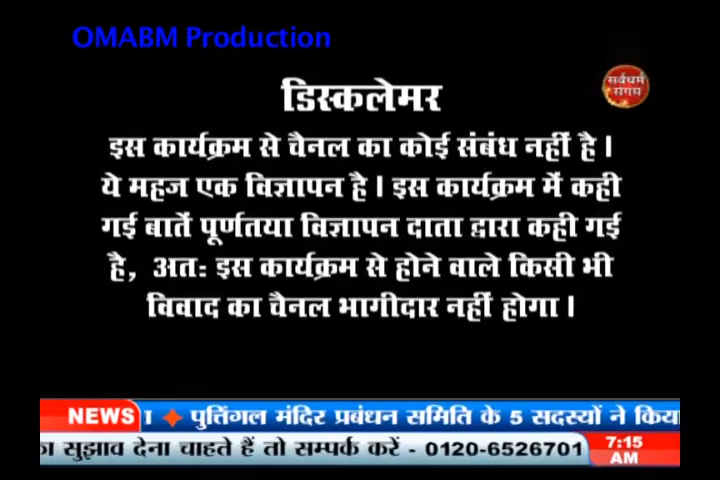 OMABM Production
सर्वधर्म
संगम
डिस्कलेमर
इस कार्यक्रम से चैनल का कोई संबंध नहीं है ।
ये महज एक विज्ञापन है । इस कार्यक्रम में कही
गई बातें पूर्णतया विज्ञापन दाता द्वारा कही गई
है, अतः इस कार्यक्रम से होने वाले किसी भी
विवाद का चैनल भागीदार नहीं होगा ।
NEWS । पुत्तिंगल मंदिर प्रबंधन समिति के 5 सदस्यों ने किया
का सुझाव देना चाहते हैं तो सम्पर्क करें - 0120-6526701
7:15
AM